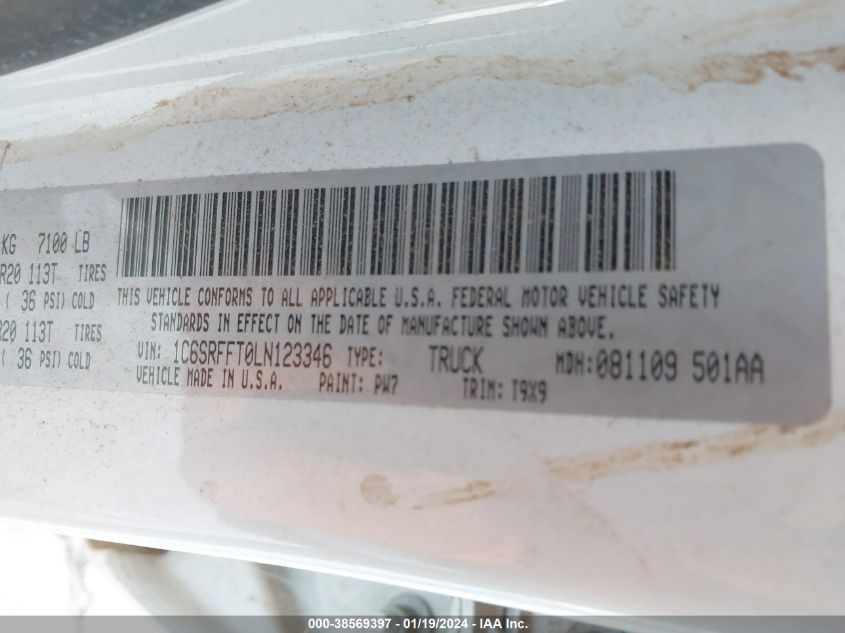 KG 7100 LB
R20 113T TIRES
( 36 PSI) COLD
R20 113T TIRES
( 36 PSI) COLD
THIS VEHICLE CONFORMS TO ALL APPLICABLE U.S.A. FEDERAL MOTOR VEHICLE SAFETY
STANDARDS IN EFFECT ON THE DATE OF MANUFACTURE SHOWN ABOVE.
VIN: 1C6SRFFT0LN123346 TYPE: TRUCK MDH:081109 501AA
VEHICLE MADE IN U.S.A. PAINT: PW7 TRIM: T9X9
000-38569397 - 01/19/2024 - IAA Inc.